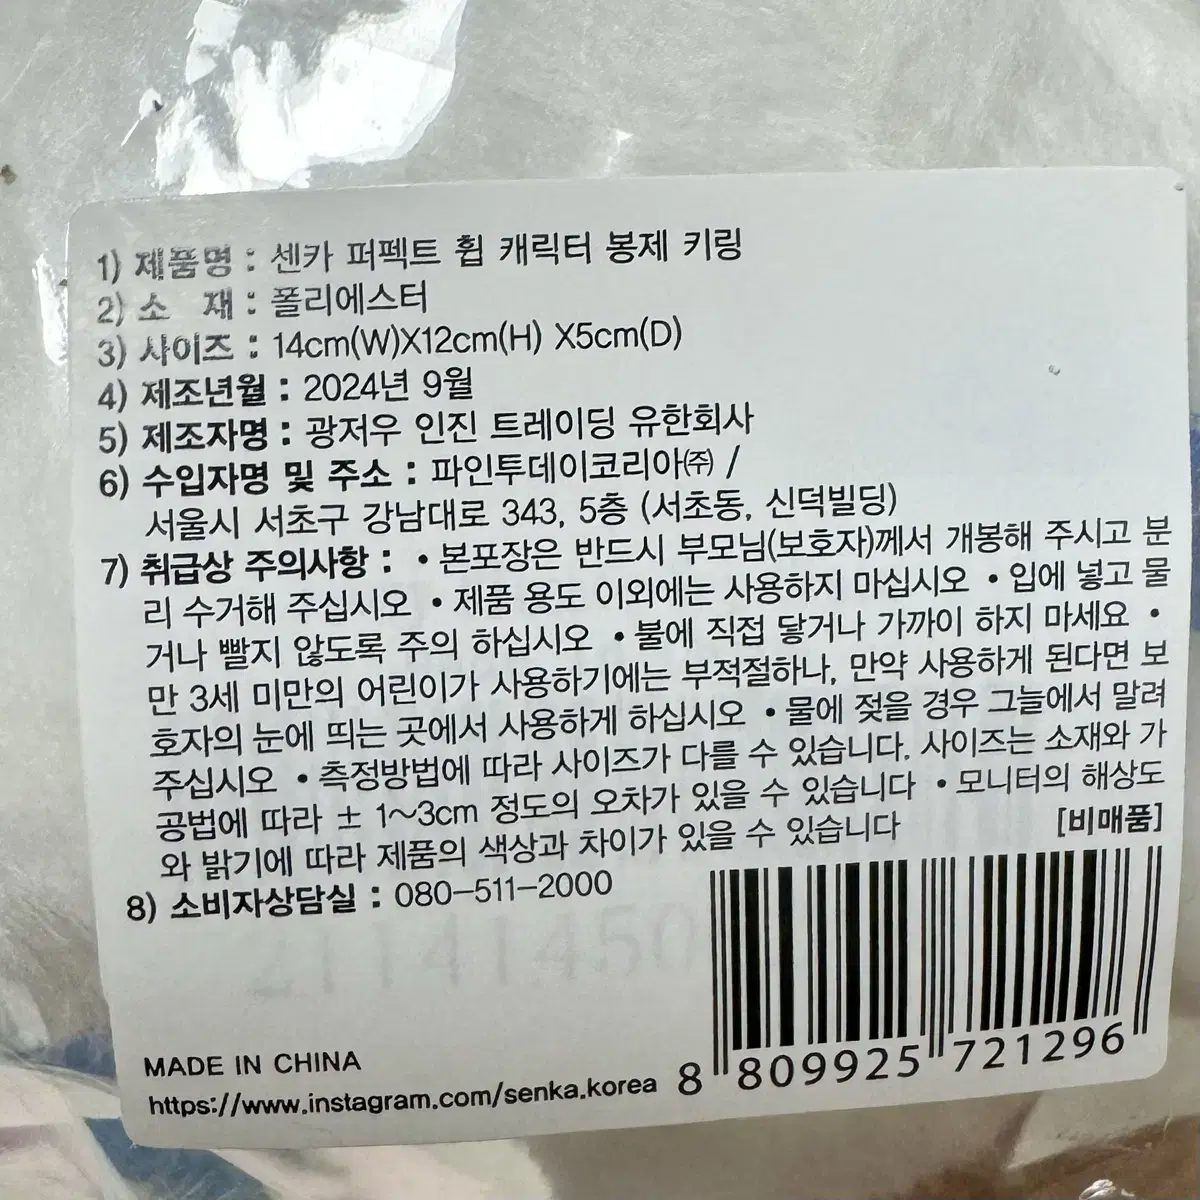 1) 제품명 : 센카 퍼펙트 휩 캐릭터 봉제 키링
2) 소 재 : 폴리에스터
3) 사이즈 : 14cm(W)X12cm(H) X5cm(D)
4) 제조년월 : 2024년 9월
5) 제조자명 : 광저우 인진 트레이딩 유한회사
6) 수입자명 및 주소 : 파인투데이코리아㈜ /
서울시 서초구 강남대로 343, 5층 (서초동, 신덕빌딩)
7) 취급상 주의사항 : • 본포장은 반드시 부모님(보호자)께서 개봉해 주시고 분
리 수거해 주십시오 • 제품 용도 이외에는 사용하지 마십시오 • 입에 넣고 물
거나 빨지 않도록 주의 하십시오 • 불에 직접 닿거나 가까이 하지 마세요 •
만 3세 미만의 어린이가 사용하기에는 부적절하나, 만약 사용하게 된다면 보
호자의 눈에 띄는 곳에서 사용하게 하십시오 • 물에 젖을 경우 그늘에서 말려
주십시오 • 측정방법에 따라 사이즈가 다를 수 있습니다. 사이즈는 소재와 가
공법에 따라 ± 1~3cm 정도의 오차가 있을 수 있습니다 • 모니터의 해상도
와 밝기에 따라 제품의 색상과 차이가 있을 수 있습니다 [비매품]
8) 소비자상담실 : 080-511-2000
MADE IN CHINA
https://www.instagram.com/senka.korea
8 809925 721296